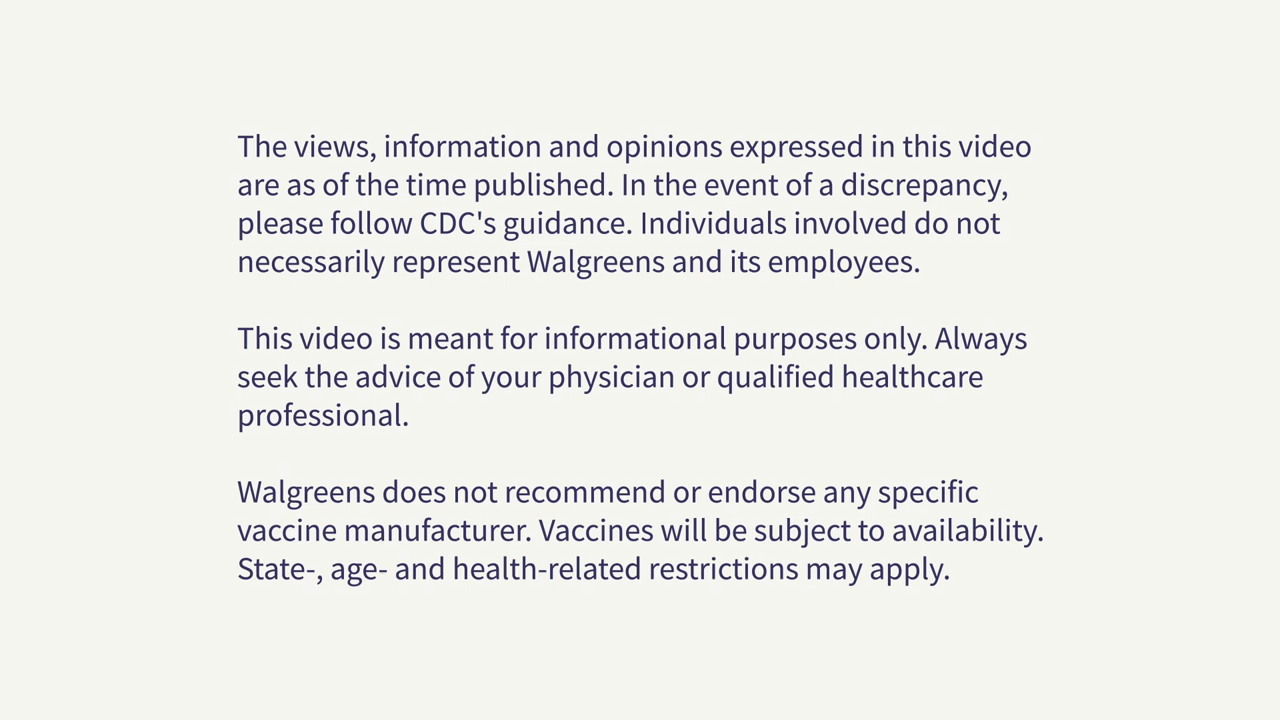 The views, information and opinions expressed in this video
are as of the time published. In the event of a discrepancy,
please follow CDC's guidance. Individuals involved do not
necessarily represent Walgreens and its employees.
This video is meant for informational purposes only. Always
seek the advice of your physician or qualified healthcare
professional.
Walgreens does not recommend or endorse any specific
vaccine manufacturer. Vaccines will be subject to availability.
State-, age- and health-related restrictions may apply.